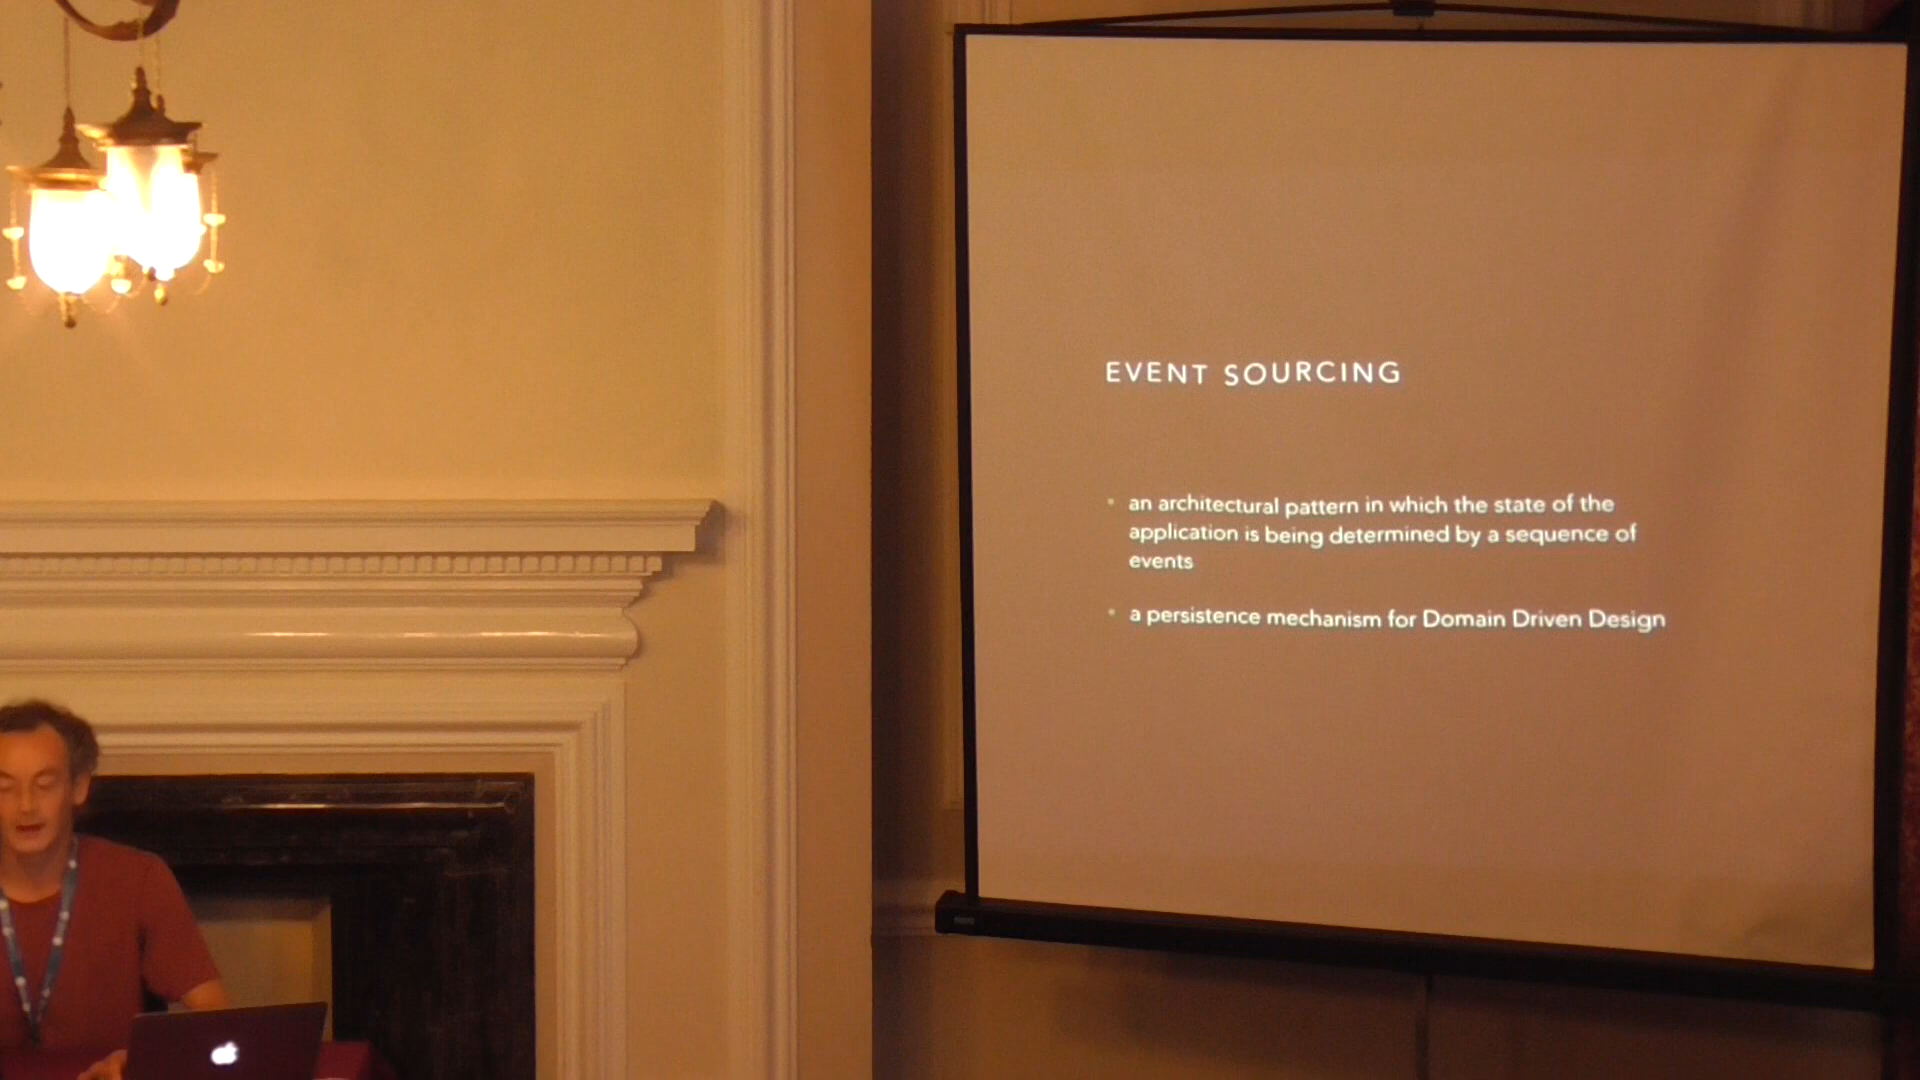 EVENT SOURCING
an architectural pattern in which the state of the
application is being determined by a sequence of
events
a persistence mechanism for Domain Driven Design